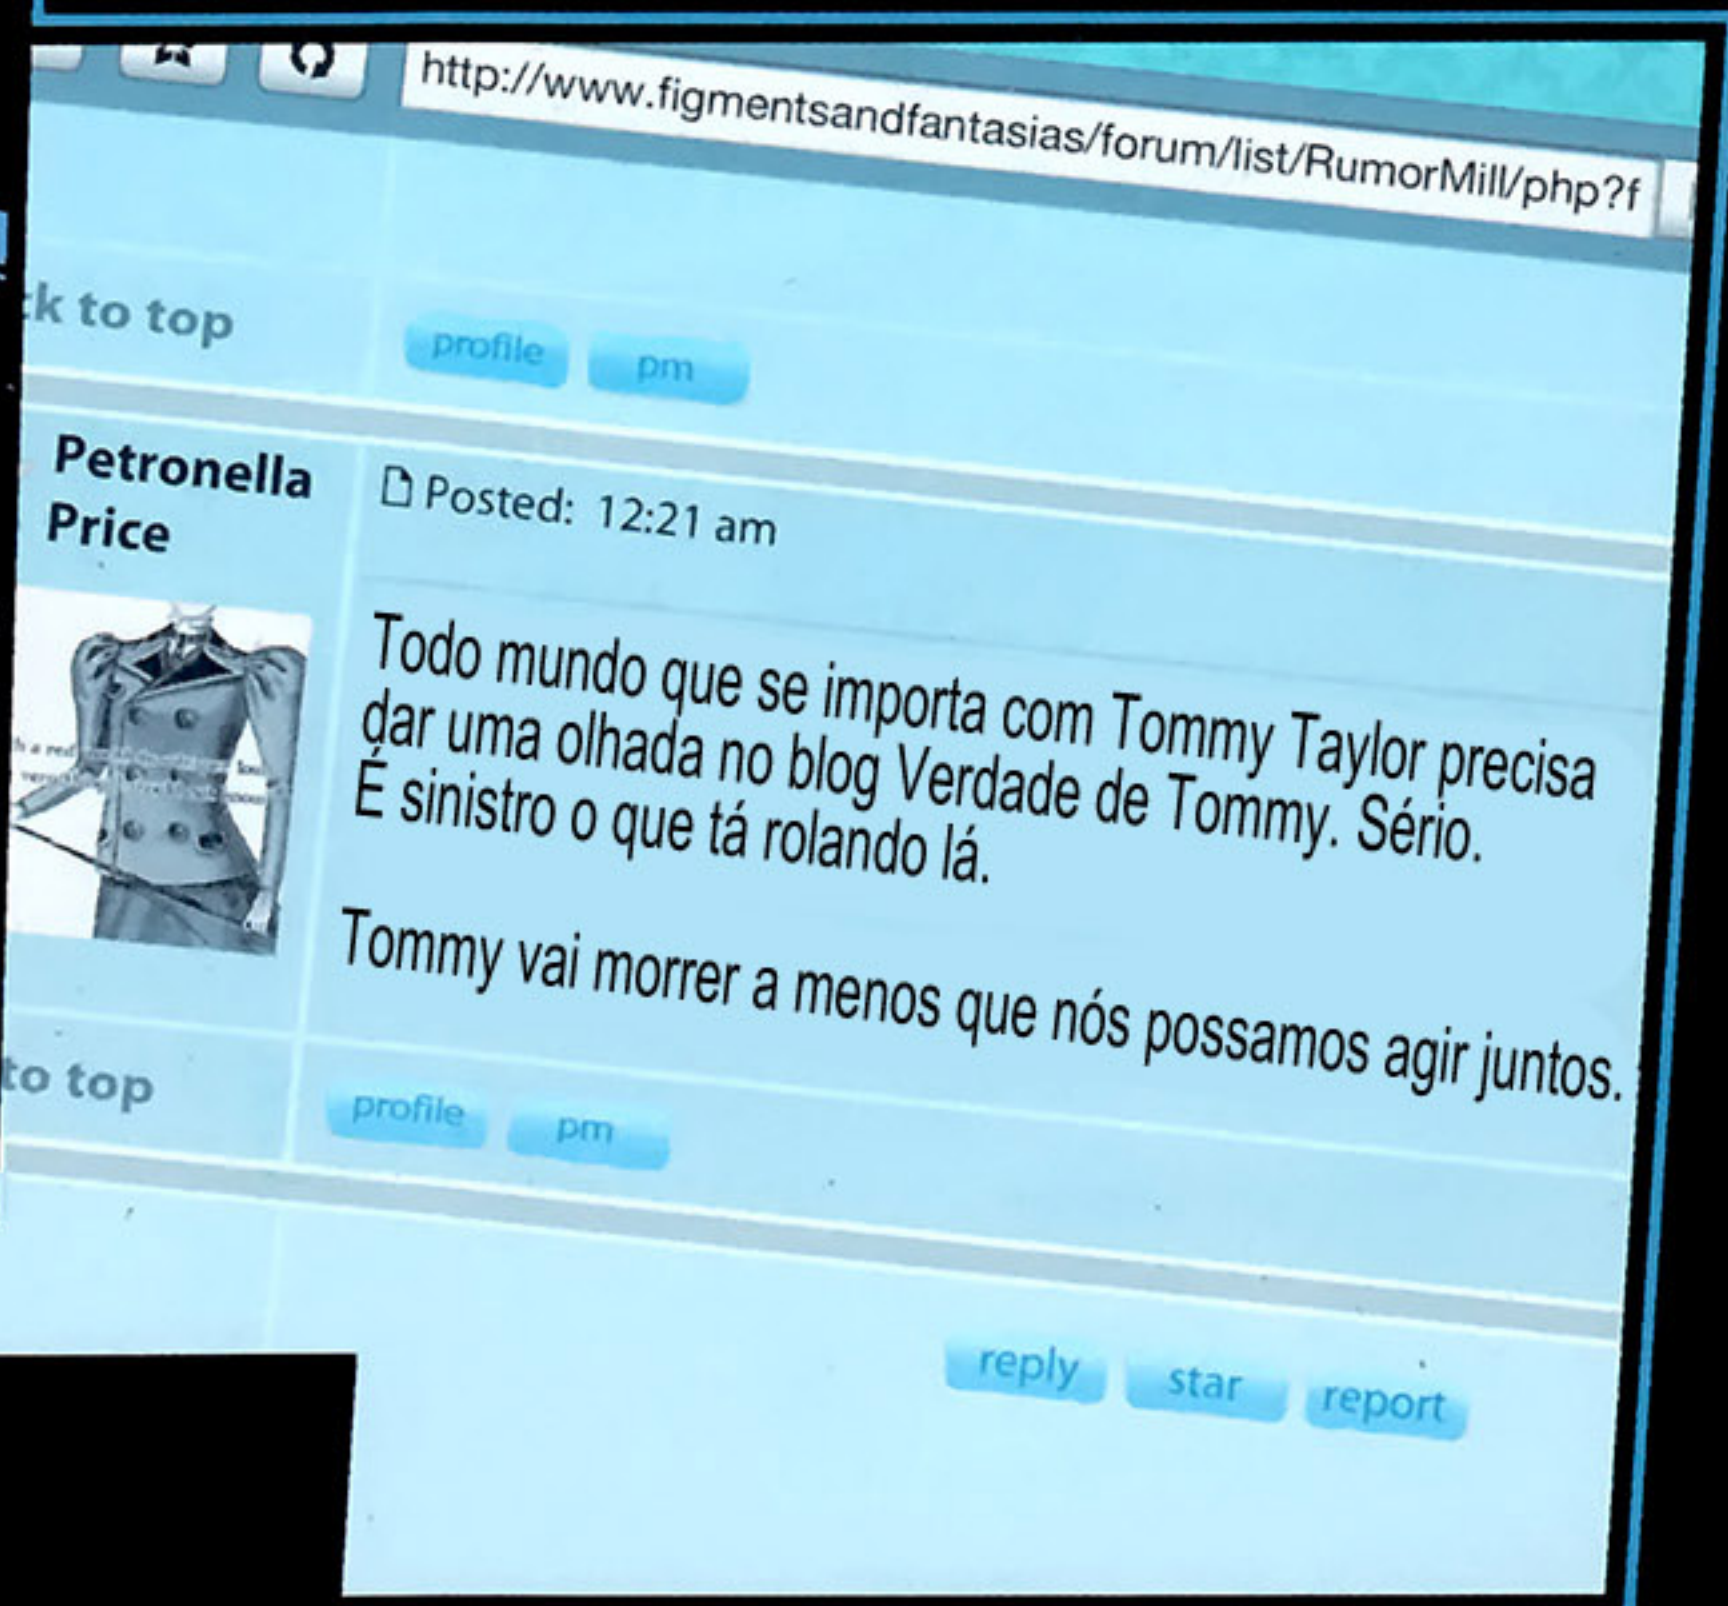 http://www.figmentsandfantasias/forum/list/RumorMill/php?f
k to top
profile pm
Petronella
Price
Posted: 12:21 am
Todo mundo que se importa com Tommy Taylor precisa
dar uma olhada no blog Verdade de Tommy. Sério.
É sinistro o que tá rolando lá.
Tommy vai morrer a menos que nós possamos agir juntos.
to top
profile pm
reply star report